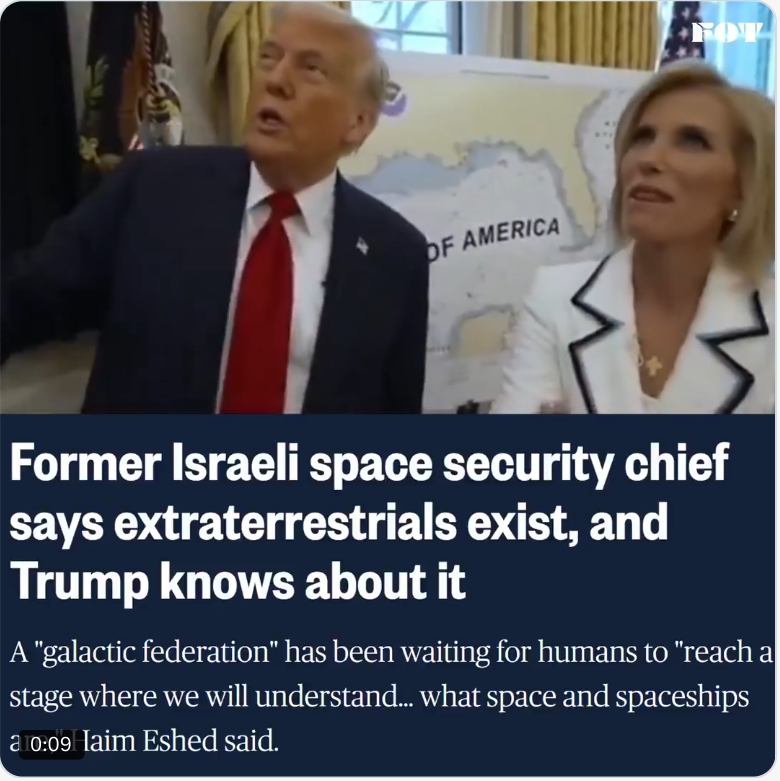 FOT
OF AMERICA
Former Israeli space security chief
says extraterrestrials exist, and
Trump knows about it
A "galactic federation" has been waiting for humans to "reach a
stage where we will understand... what space and spaceships
0:09 Haim Eshed said.